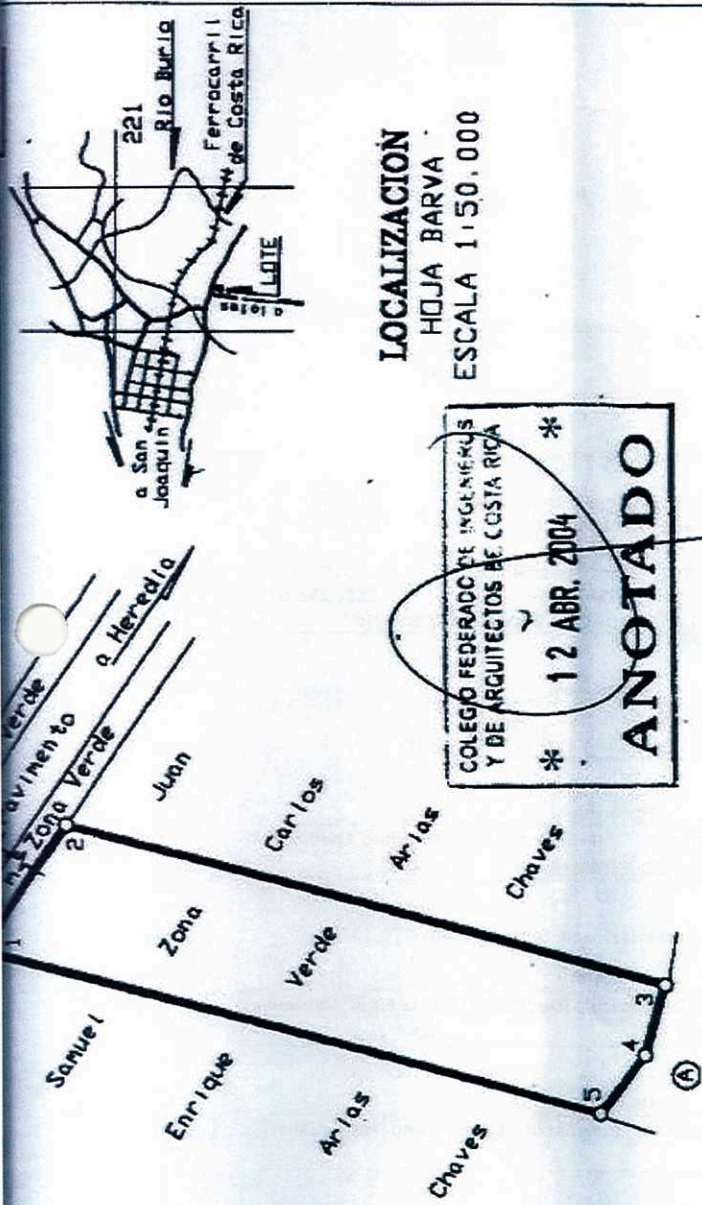 221
Rio Burio
Ferrocarril
de Costa Rica
LOTE
a San
Joaquin
LOCALIZACION
HOJA BARVA
ESCALA 1:50.000
COLEGIO FEDERADO DE INGENIEROS
Y DE ARQUITECTOS DE COSTA RICA
* 12 ABR. 2004 *
ANOTADO
verde
avimento
Zona Verde
a Heredia
1
2
Juan
Carlos
Arias
Chaves
Zona
Verde
Samuel
Enrique
Arias
Chaves
3
4
5
A